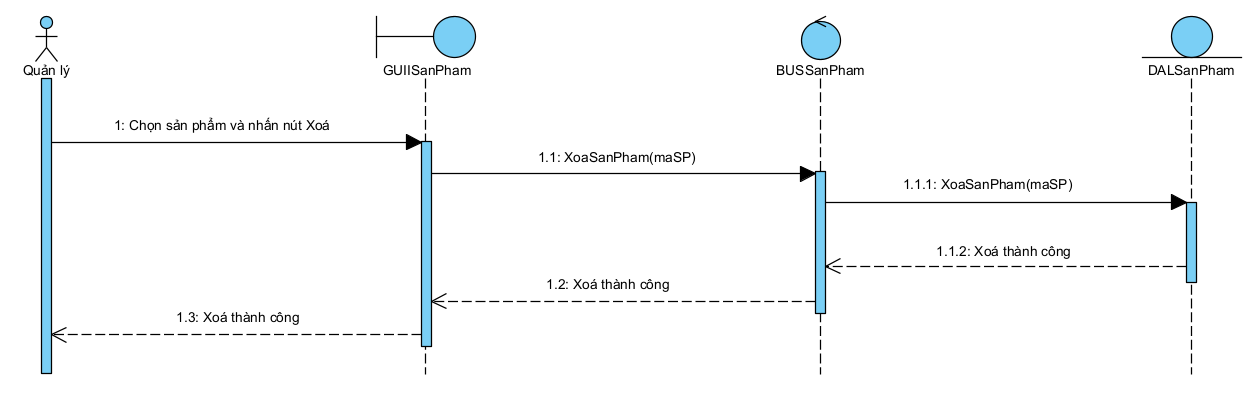 Quản lý
GUIISanPham
BUSSanPham
DALSanPham
1: Chọn sản phẩm và nhấn nút Xoá
1.1: XoaSanPham(maSP)
1.1.1: XoaSanPham(maSP)
1.1.2: Xoá thành công
1.2: Xoá thành công
1.3: Xoá thành công